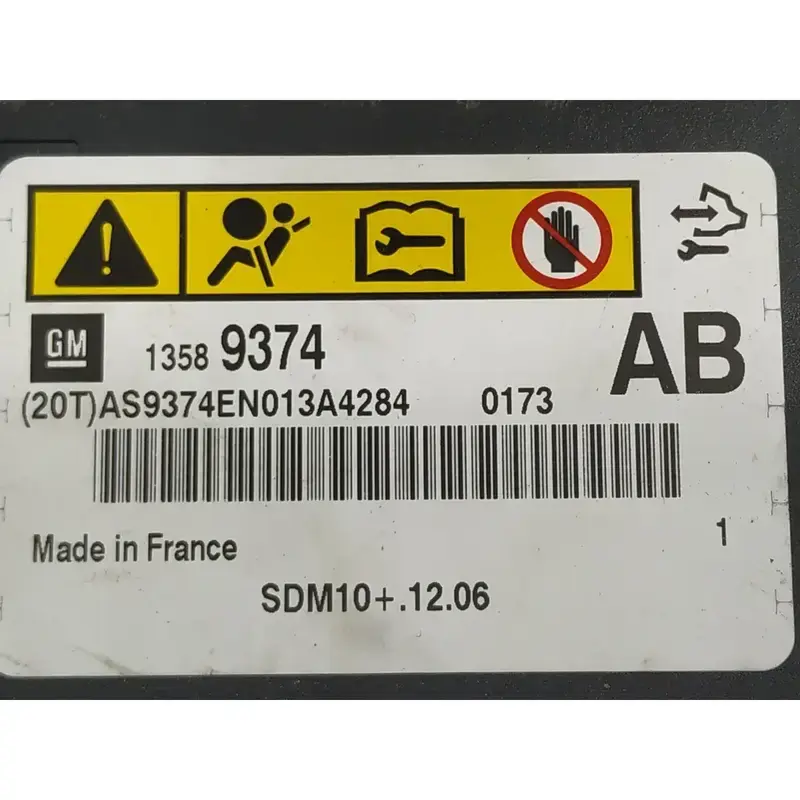 GM 1358 9374 AB
(20T)AS9374EN013A4284 0173
Made in France 1
SDM10+.12.06